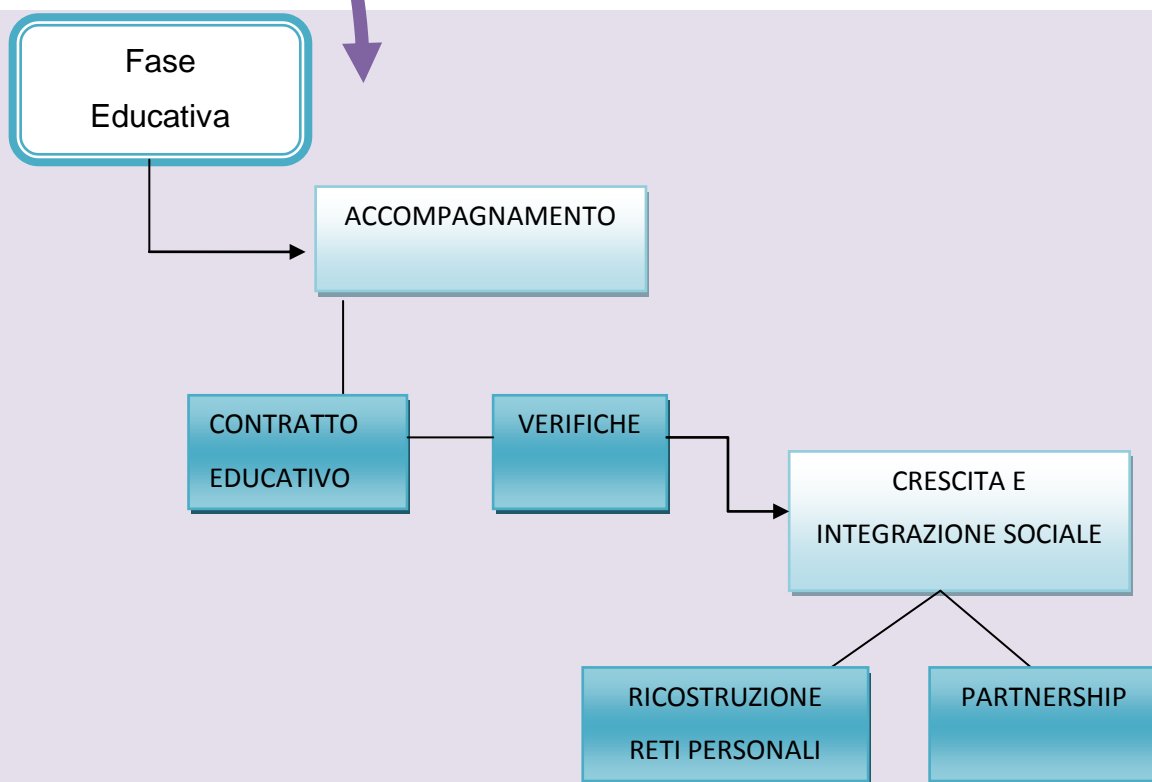 Fase
Educativa
ACCOMPAGNAMENTO
CONTRATTO
EDUCATIVO
VERIFICHE
CRESCITA E
INTEGRAZIONE SOCIALE
RICOSTRUZIONE
RETI PERSONALI
PARTNERSHIP